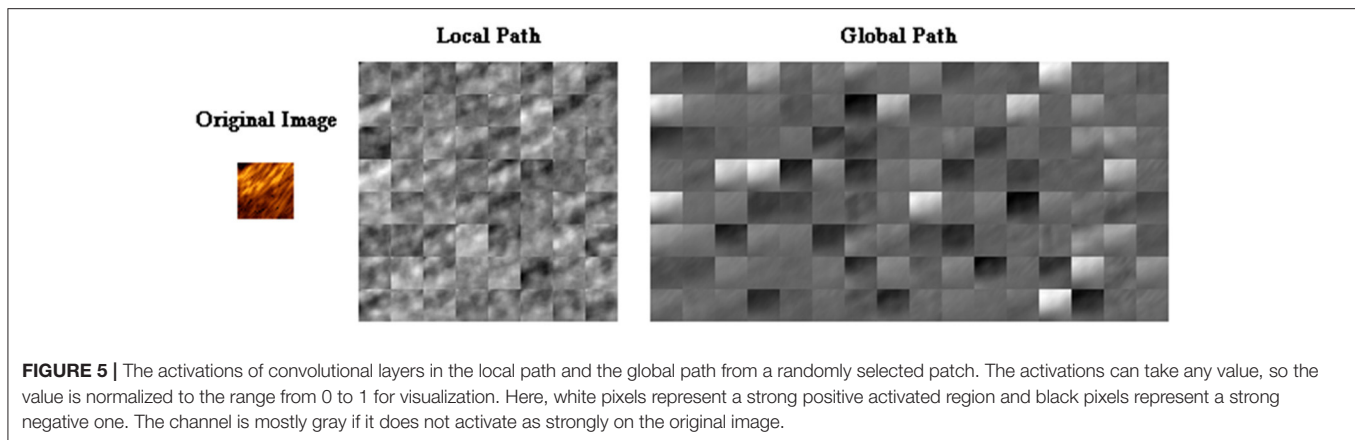 Local Path
Global Path
Original Image
FIGURE 5 | The activations of convolutional layers in the local path and the global path from a randomly selected patch. The activations can take any value, so the
value is normalized to the range from 0 to 1 for visualization. Here, white pixels represent a strong positive activated region and black pixels represent a strong
negative one. The channel is mostly gray if it does not activate as strongly on the original image.